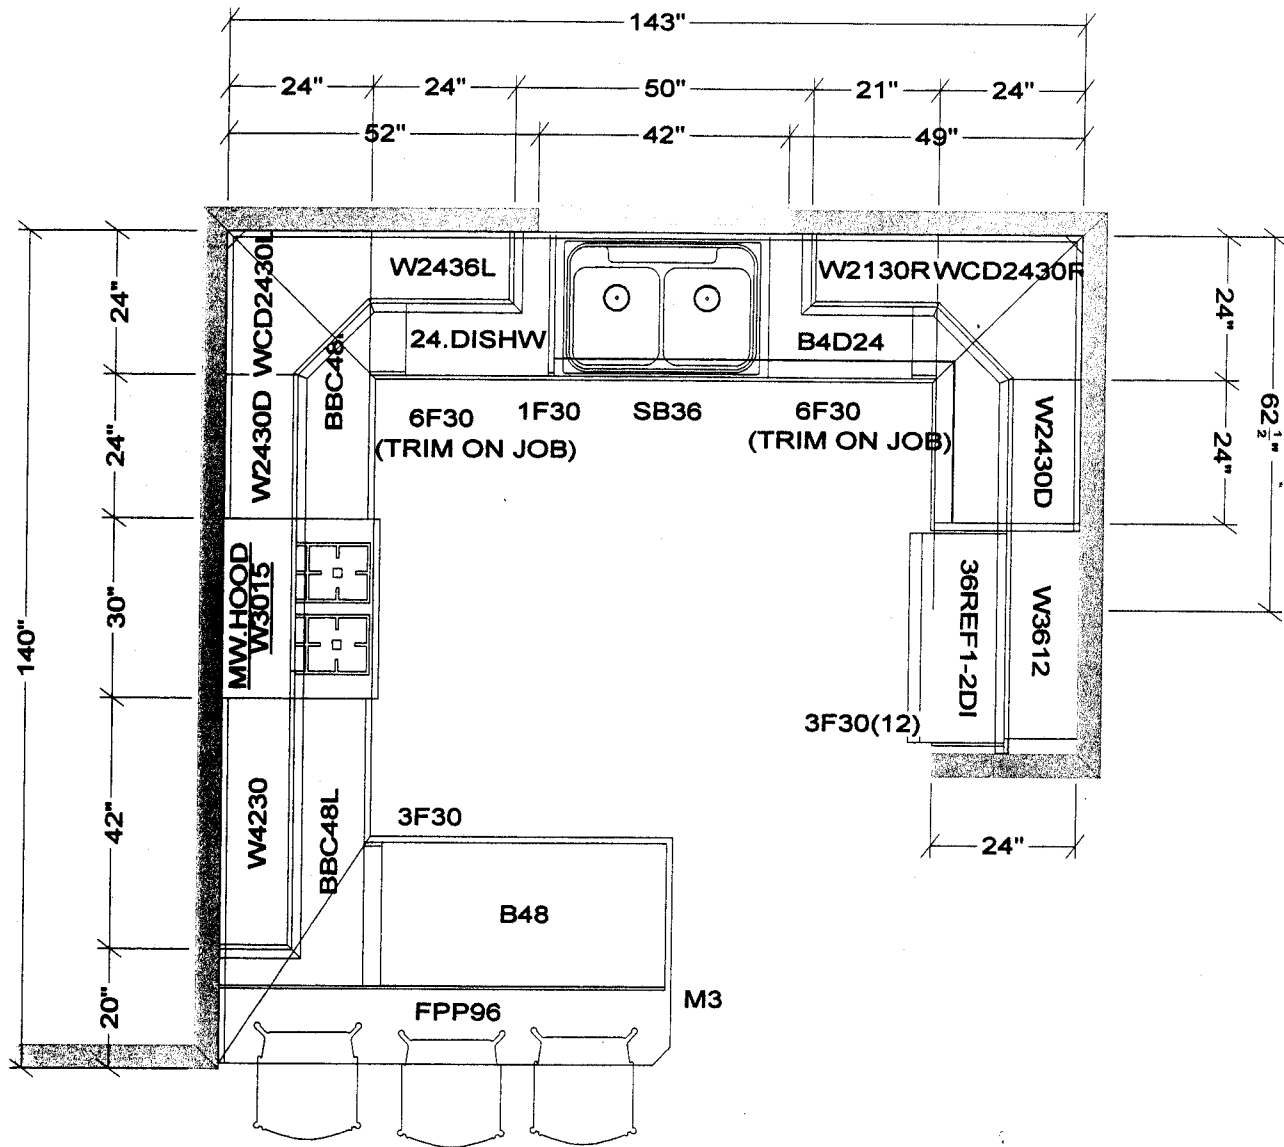 143"
24" 24" 50" 21" 24"
52" 42" 49"
W2436L
W2130R WCD2430R
24.DISHW
B4D24
6F30
(TRIM ON JOB)
1F30
SB36
6F30
(TRIM ON JOB)
WCD2430L
BBC48
W2430D
MW.HOOD
W3015
W4230
BBC48L
3F30
B48
FPP96
M3
W2430D
36REF1-2DI
W3612
3F30(12)
24"
140"
24"
24"
30"
42"
20"
24"
24"
62 1/2"